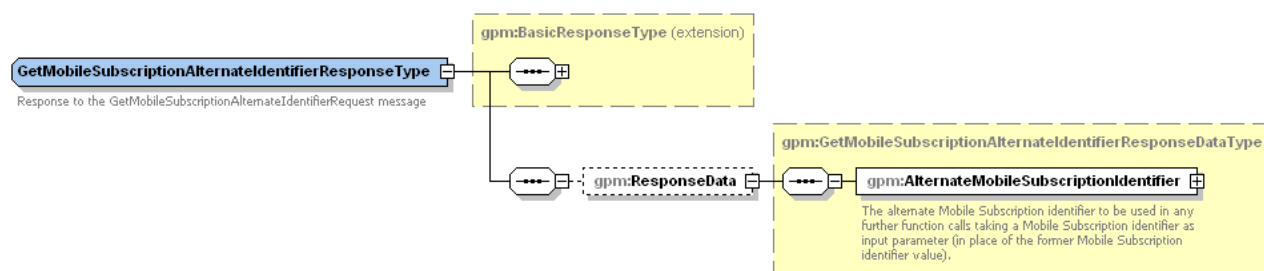 gpm:BasicResponseType (extension)
GetMobileSubscriptionAlternateIdentifierResponseType
Response to the GetMobileSubscriptionAlternateIdentifierRequest message
gpm:GetMobileSubscriptionAlternateIdentifierResponseDataType
gpm:ResponseData
gpm:AlternateMobileSubscriptionIdentifier
The alternate Mobile Subscription identifier to be used in any
further function calls taking a Mobile Subscription identifier as
input parameter (in place of the former Mobile Subscription
identifier value).